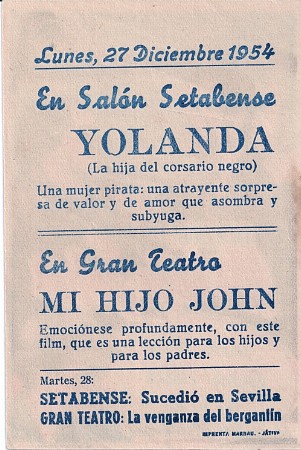 Lunes, 27 Diciembre 1954
En Salón Setabense
YOLANDA
(La hija del corsario negro)
Una mujer pirata: una atrayente sorpre-
sa de valor y de amor que asombra y
subyuga.
En Gran Teatro
MI HIJO JOHN
Emociónese profundamente, con este
film, que es una lección para los hijos y
para los padres.
Martes, 28:
SETABENSE: Sucedió en Sevilla
GRAN TEATRO: La venganza del bergantín
IMPRENTA MARBAU. - JÁTIVA